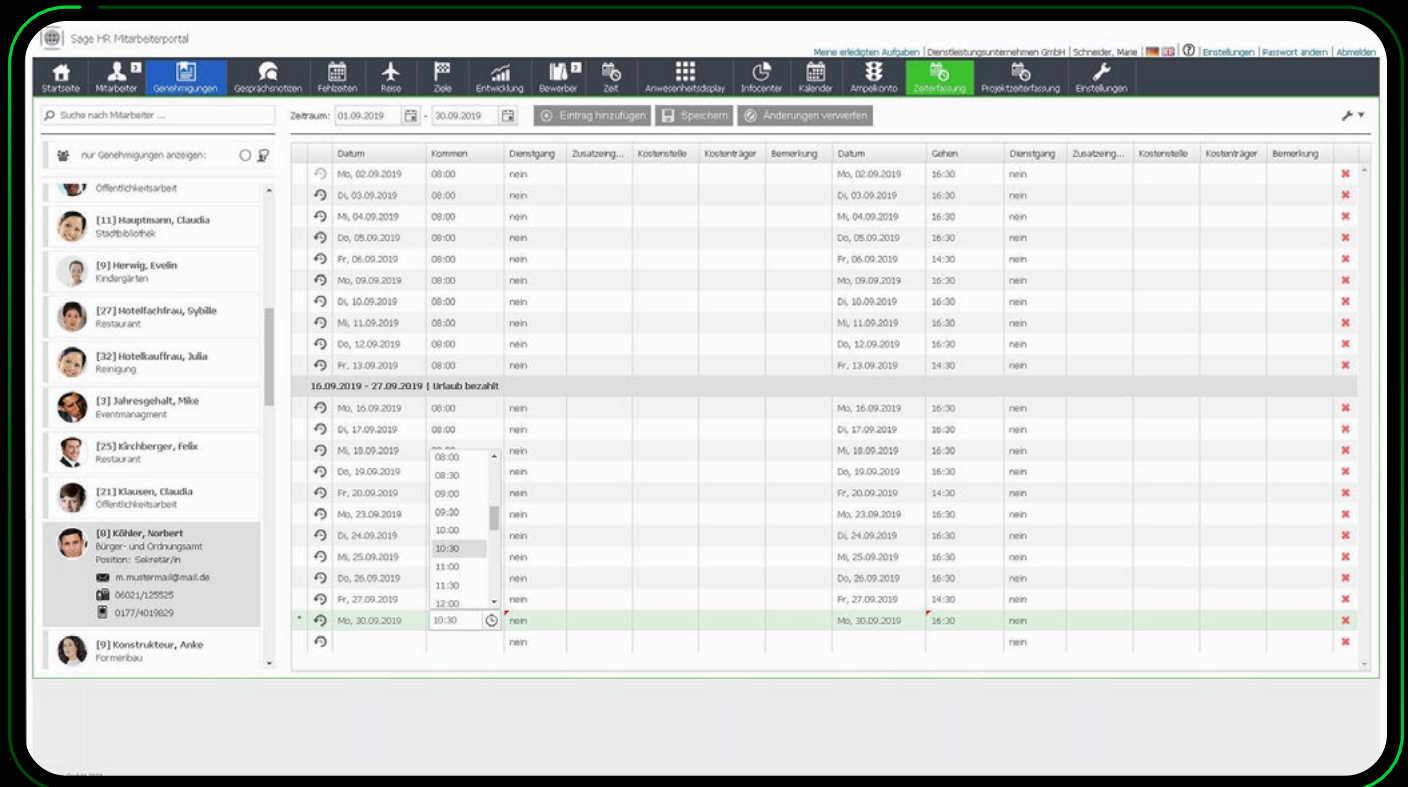 Sage HR Mitarbeiterportal
Meine erledigten Aufgaben | Dienstleistungsunternehmen GmbH | Schneider, Marie | Einstellungen | Passwort ändern | Abmelden
Startseite Mitarbeiter Genehmigungen Gesprächsnotizen Fehlzeiten Reise Ziele Entwicklung Bewerber Zeit Anwesenheitsdisplay Infocenter Kalender Ampelkonto Zeiterfassung Projektzeiterfassung Einstellungen
Suche nach Mitarbeiter ...
Zeitraum: 01.09.2019 - 30.09.2019 Eintrag hinzufügen Speichern Änderungen verwerfen
nur Genehmigungen anzeigen:
Öffentlichkeitsarbeit
[11] Hauptmann, Claudia
Stadtbibliothek
[9] Herwig, Evelin
Kindergärten
[27] Hotelfachfrau, Sybille
Restaurant
[32] Hotelkauffrau, Julia
Reinigung
[3] Jahresgehalt, Mike
Eventmanagment
[25] Kirchberger, Felix
Restaurant
[21] Klausen, Claudia
Öffentlichkeitsarbeit
[8] Köhler, Norbert
Bürger- und Ordnungsamt
Position: Sekretär/in
m.mustermail@mail.de
06021/125525
0177/4019829
[9] Konstrukteur, Anke
Formenbau
Datum Kommen Dienstgang Zusatzeing... Kostenstelle Kostenträger Bemerkung Datum Gehen Dienstgang Zusatzeing... Kostenstelle Kostenträger Bemerkung
Mo, 02.09.2019 08:00 nein Mo, 02.09.2019 16:30 nein
Di, 03.09.2019 08:00 nein Di, 03.09.2019 16:30 nein
Mi, 04.09.2019 08:00 nein Mi, 04.09.2019 16:30 nein
Do, 05.09.2019 08:00 nein Do, 05.09.2019 16:30 nein
Fr, 06.09.2019 08:00 nein Fr, 06.09.2019 14:30 nein
Mo, 09.09.2019 08:00 nein Mo, 09.09.2019 16:30 nein
Di, 10.09.2019 08:00 nein Di, 10.09.2019 16:30 nein
Mi, 11.09.2019 08:00 nein Mi, 11.09.2019 16:30 nein
Do, 12.09.2019 08:00 nein Do, 12.09.2019 16:30 nein
Fr, 13.09.2019 08:00 nein Fr, 13.09.2019 14:30 nein
16.09.2019 - 27.09.2019 | Urlaub bezahlt
Mo, 16.09.2019 08:00 nein Mo, 16.09.2019 16:30 nein
Di, 17.09.2019 08:00 nein Di, 17.09.2019 16:30 nein
Mi, 18.09.2019 nein Mi, 18.09.2019 16:30 nein
Do, 19.09.2019 nein Do, 19.09.2019 16:30 nein
Fr, 20.09.2019 nein Fr, 20.09.2019 14:30 nein
Mo, 23.09.2019 nein Mo, 23.09.2019 16:30 nein
Di, 24.09.2019 nein Di, 24.09.2019 16:30 nein
Mi, 25.09.2019 nein Mi, 25.09.2019 16:30 nein
Do, 26.09.2019 nein Do, 26.09.2019 16:30 nein
Fr, 27.09.2019 nein Fr, 27.09.2019 14:30 nein
08:00
08:30
09:00
09:30
10:00
10:30
11:00
11:30
12:00
* Mo, 30.09.2019 10:30 nein Mo, 30.09.2019 16:30 nein
nein nein